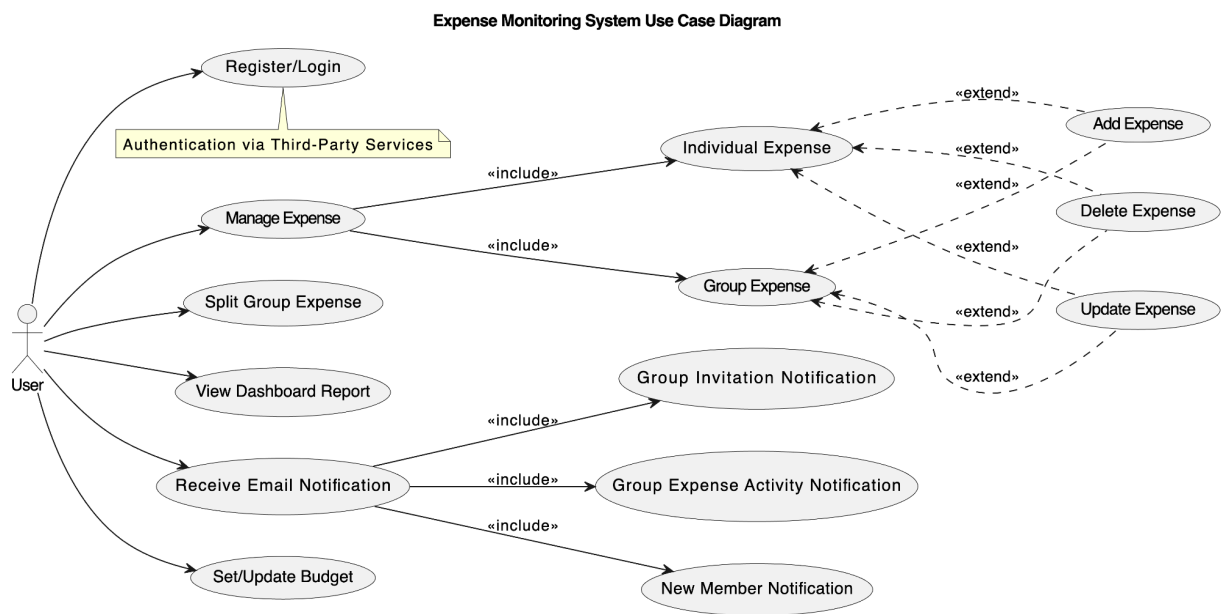 Expense Monitoring System Use Case Diagram
Register/Login
Authentication via Third-Party Services
«extend»
Add Expense
Individual Expense
«extend»
«include»
«extend»
Manage Expense
Delete Expense
«include»
«extend»
Split Group Expense
Group Expense
«extend»
Update Expense
User
View Dashboard Report
Group Invitation Notification
«extend»
«include»
Receive Email Notification
«include»
Group Expense Activity Notification
«include»
Set/Update Budget
New Member Notification